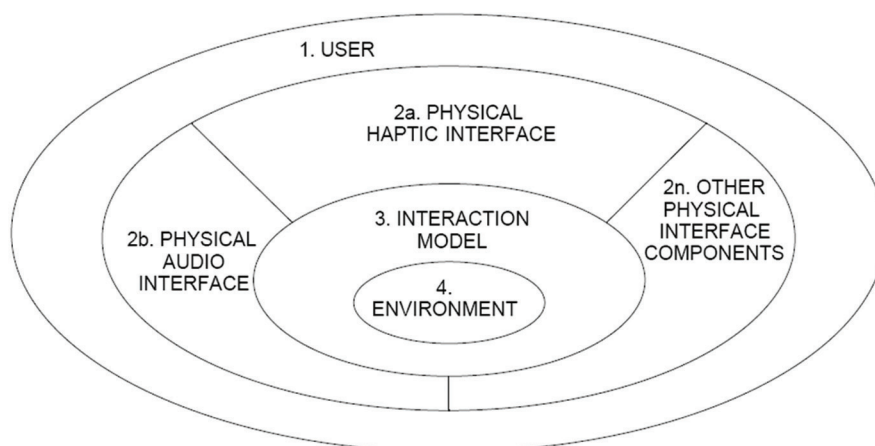 1. USER
2a. PHYSICAL
HAPTIC INTERFACE
2n. OTHER
PHYSICAL
INTERFACE
COMPONENTS
2b. PHYSICAL
AUDIO
INTERFACE
3. INTERACTION
MODEL
4.
ENVIRONMENT